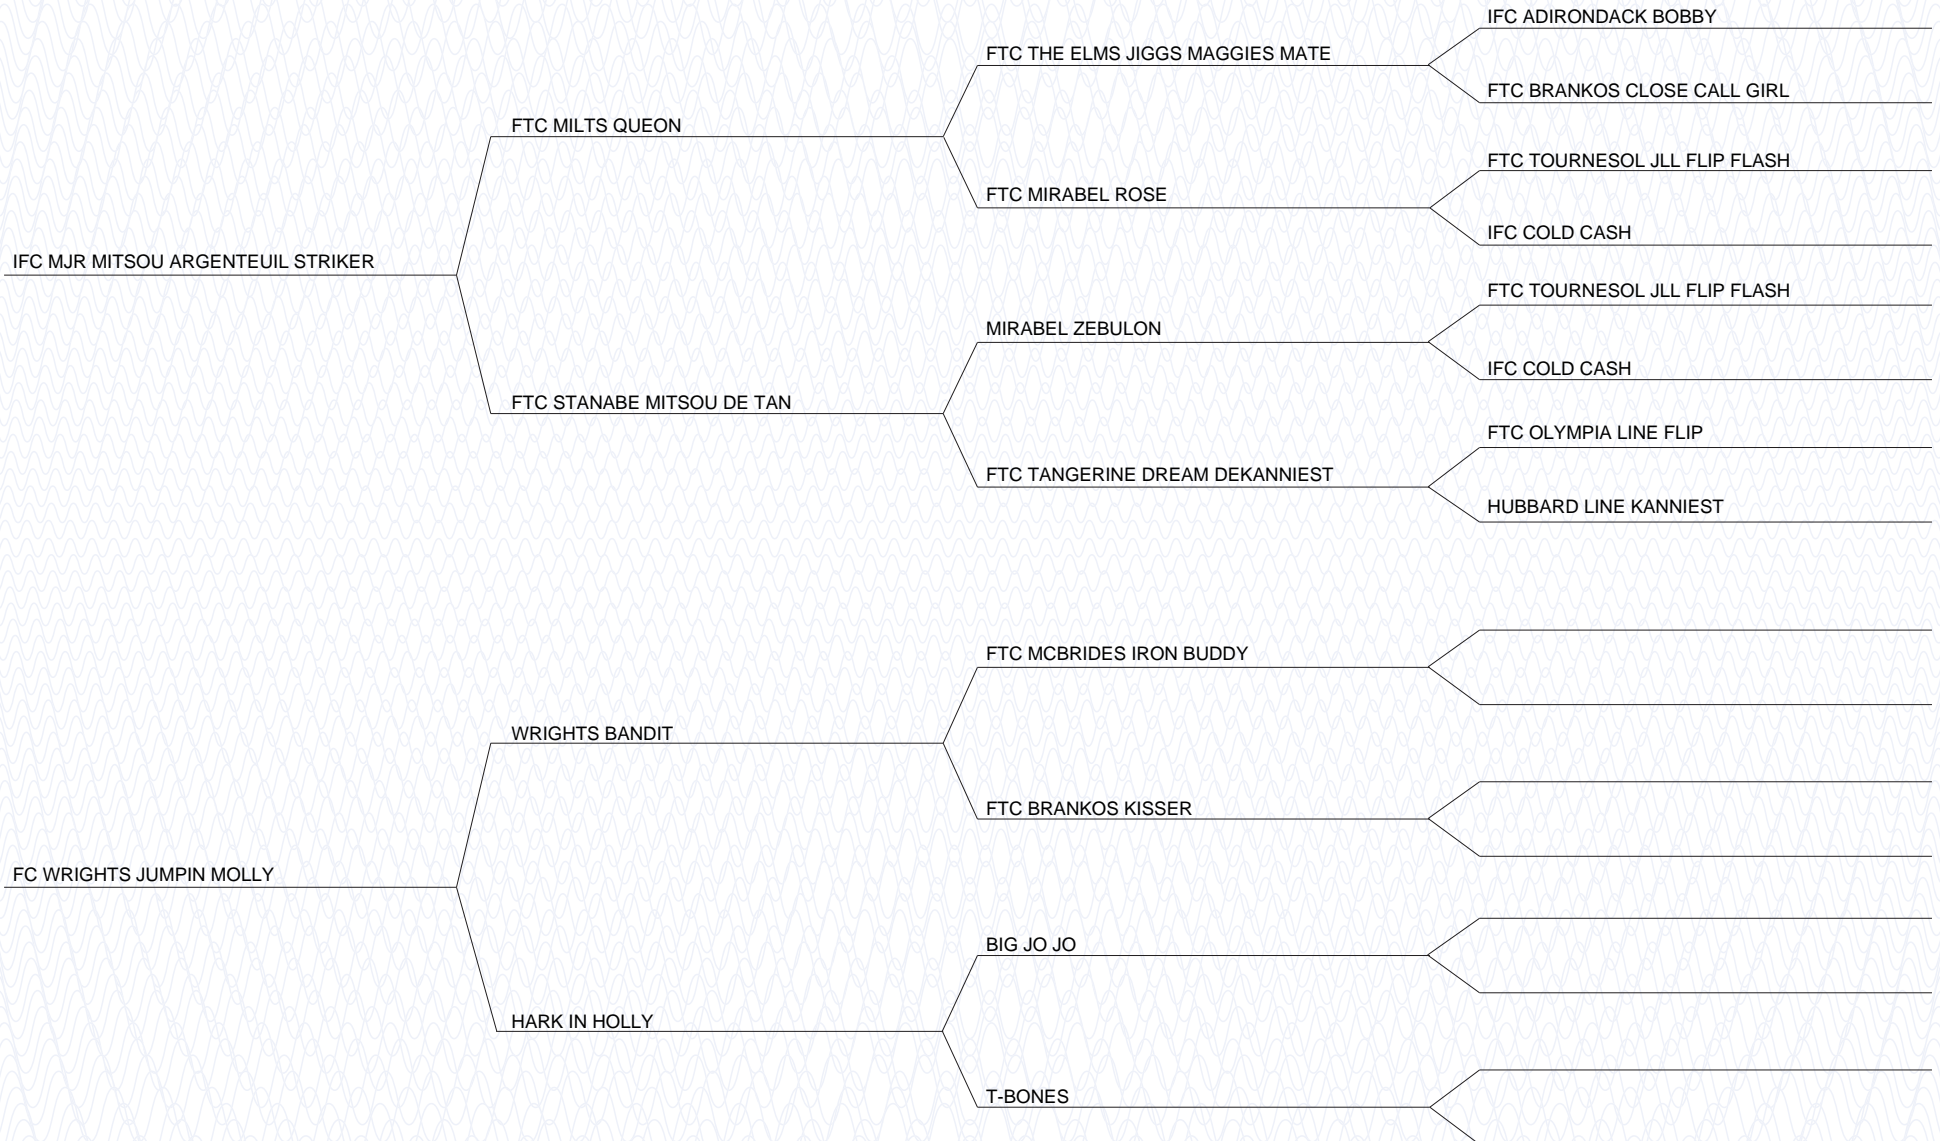 IFC ADIRONDACK BOBBY
FTC THE ELMS JIGGS MAGGIES MATE
FTC BRANKOS CLOSE CALL GIRL
FTC MILTS QUEON
FTC TOURNESOL JLL FLIP FLASH
FTC MIRABEL ROSE
IFC COLD CASH
IFC MJR MITSOU ARGENTEUIL STRIKER
FTC TOURNESOL JLL FLIP FLASH
MIRABEL ZEBULON
IFC COLD CASH
FTC STANABE MITSOU DE TAN
FTC OLYMPIA LINE FLIP
FTC TANGERINE DREAM DEKANNIEST
HUBBARD LINE KANNIEST
FTC MCBRIDES IRON BUDDY
WRIGHTS BANDIT
FTC BRANKOS KISSER
FC WRIGHTS JUMPIN MOLLY
BIG JO JO
HARK IN HOLLY
T-BONES